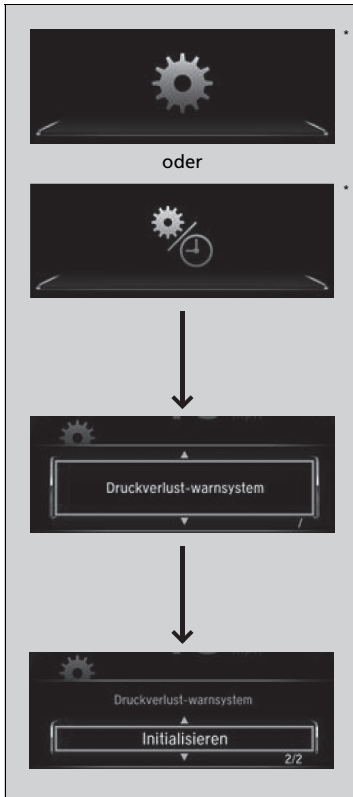 *
oder
*
Druckverlust-warnsystem
/
Druckverlust-warnsystem
Initialisieren
2/2